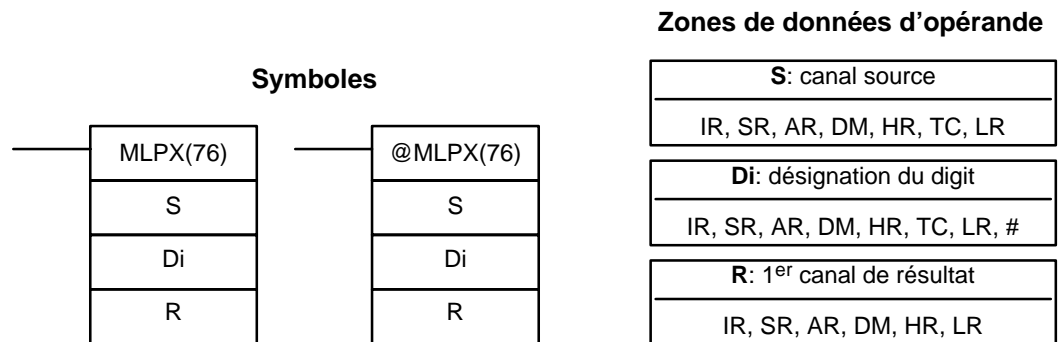 Zones de données d'opérande
Symboles
S: canal source
IR, SR, AR, DM, HR, TC, LR
MLPX(76)
@MLPX(76)
Di: désignation du digit
S
S
IR, SR, AR, DM, HR, TC, LR, #
Di
Di
R: 1er canal de résultat
R
R
IR, SR, AR, DM, HR, LR